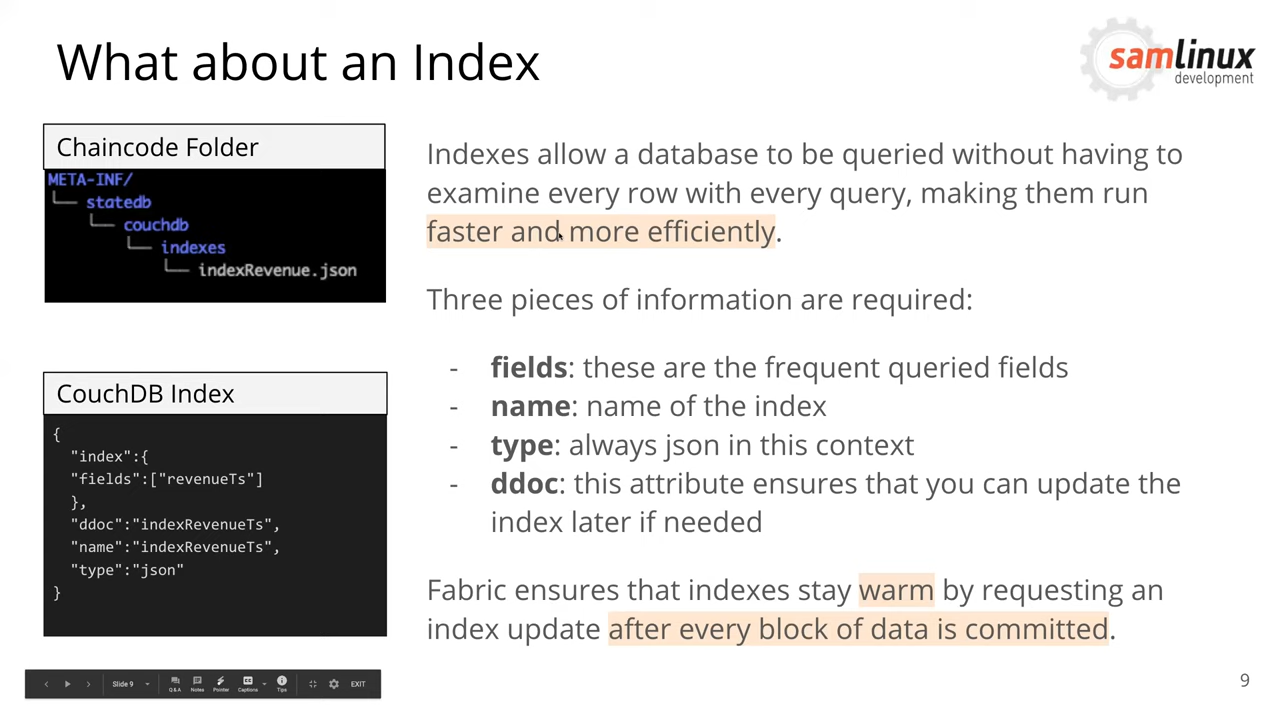 What about an Index
samlinux
development
Chaincode Folder
META-INF/
└── statedb
└── couchdb
└── indexes
└── indexRevenue.json
CouchDB Index
{
"index":{
"fields":["revenueTs"]
},
"ddoc":"indexRevenueTs",
"name":"indexRevenueTs",
"type":"json"
}
Indexes allow a database to be queried without having to
examine every row with every query, making them run
faster and more efficiently.
Three pieces of information are required:
- fields: these are the frequent queried fields
- name: name of the index
- type: always json in this context
- ddoc: this attribute ensures that you can update the
index later if needed
Fabric ensures that indexes stay warm by requesting an
index update after every block of data is committed.
Slide 9 Q&A Notes Pointer Captions Tips EXIT
9